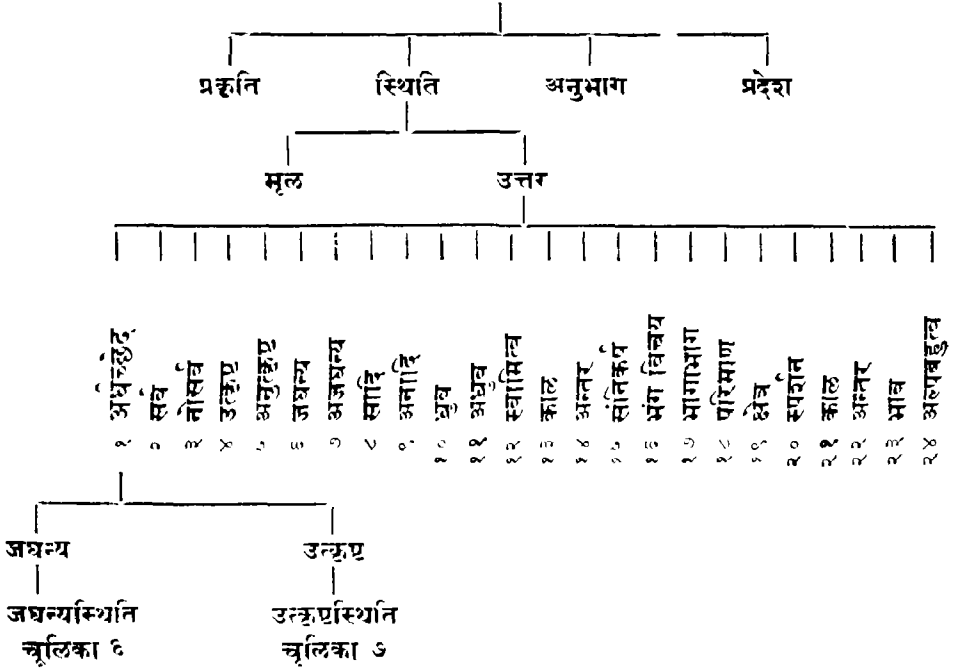 प्रकृति स्थिति अनुभाग प्रदेश
मूल उत्तर
१ अर्धच्छेद
२ सर्व
३ नोसर्व
४ उत्कृष्ट
५ अनुत्कृष्ट
६ जघन्य
७ अजघन्य
८ सादि
९ अनादि
१० ध्रुव
११ अध्रुव
१२ स्वामित्व
१३ काल
१४ अन्तर
१५ संनिकर्ष
१६ भंग विचय
१७ भागाभाग
१८ परिमाण
१९ क्षेत्र
२० स्पर्शन
२१ काल
२२ अन्तर
२३ भाव
२४ अल्पबहुत्व
जघन्य उत्कृष्ट
जघन्यस्थिति उत्कृष्टस्थिति
चूलिका ६ चूलिका ७